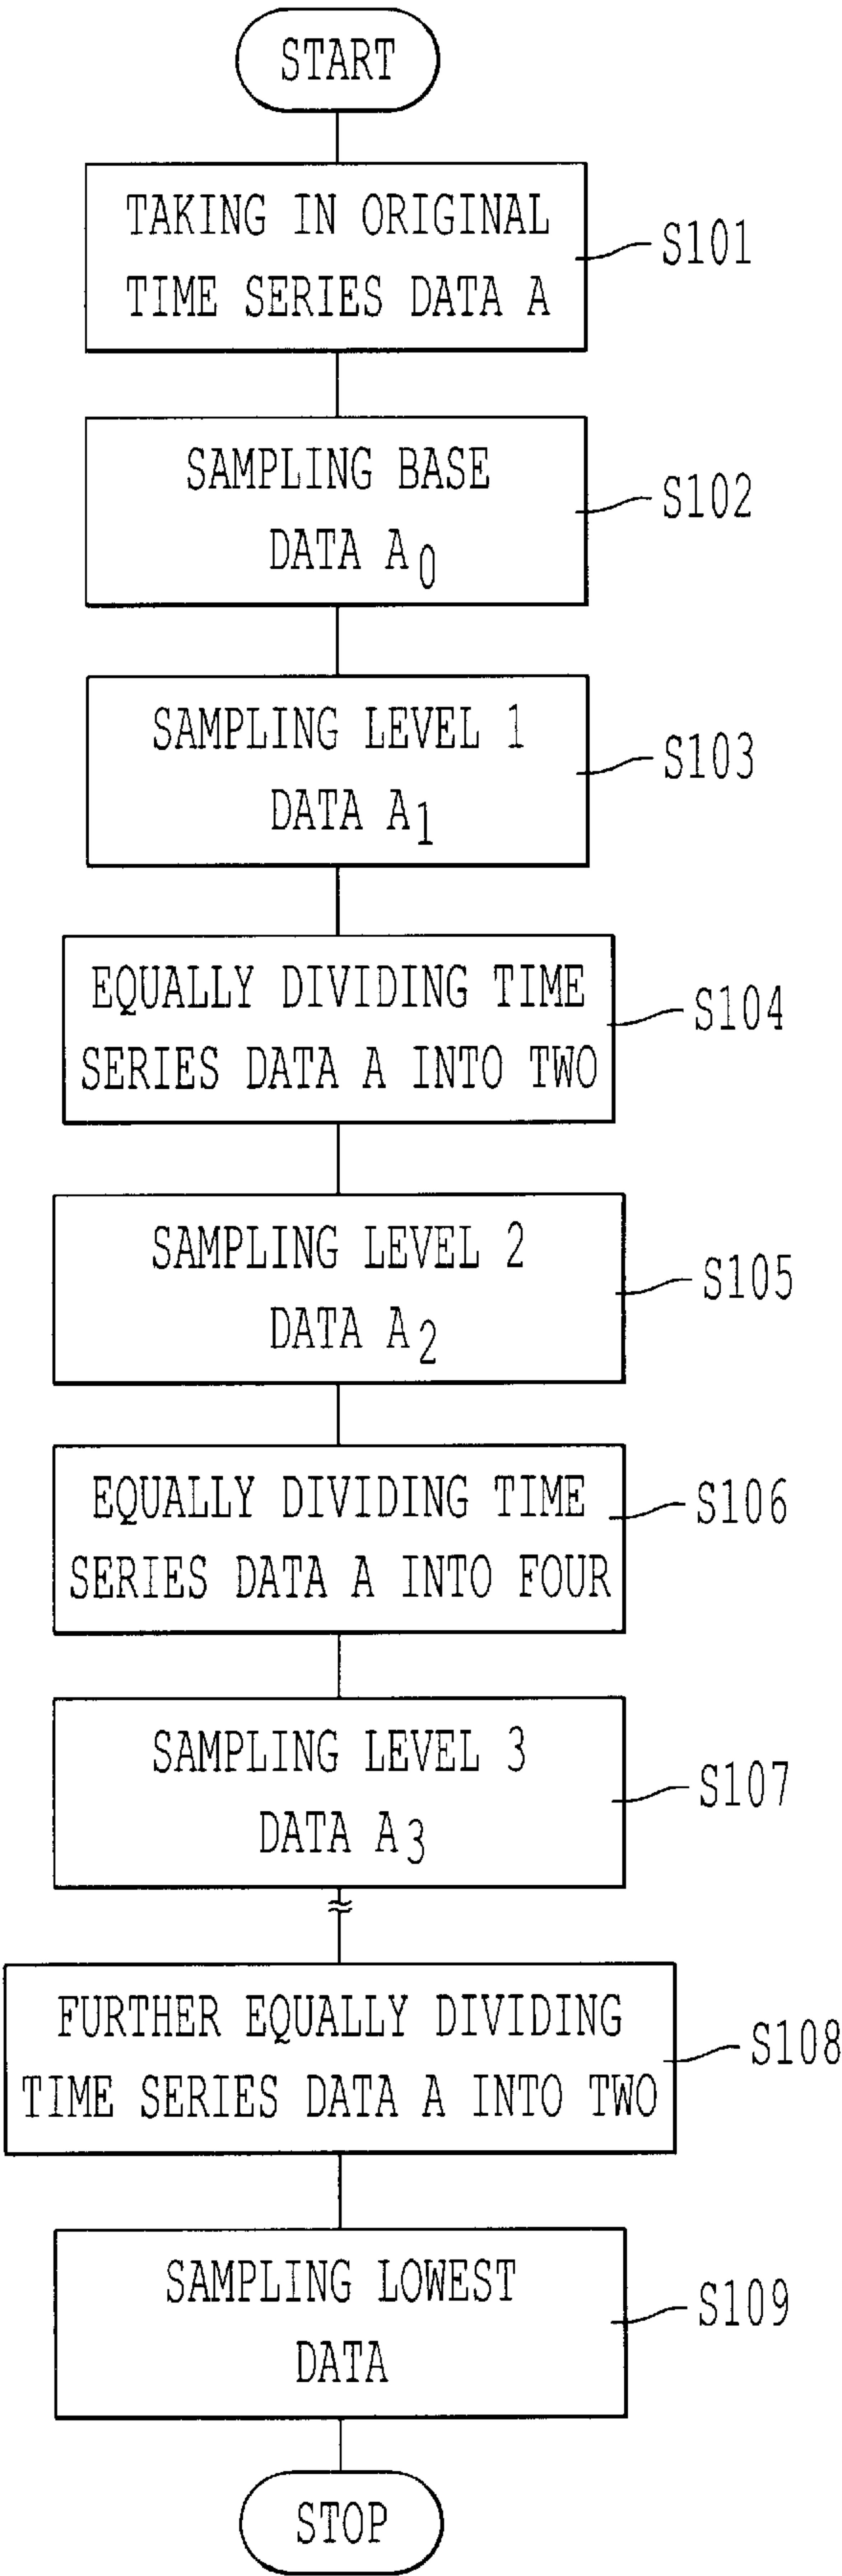 START
TAKING IN ORIGINAL
TIME SERIES DATA A
S101
SAMPLING BASE
DATA A0
S102
SAMPLING LEVEL 1
DATA A1
S103
EQUALLY DIVIDING TIME
SERIES DATA A INTO TWO
S104
SAMPLING LEVEL 2
DATA A2
S105
EQUALLY DIVIDING TIME
SERIES DATA A INTO FOUR
S106
SAMPLING LEVEL 3
DATA A3
S107
FURTHER EQUALLY DIVIDING
TIME SERIES DATA A INTO TWO
S108
SAMPLING LOWEST
DATA
S109
STOP